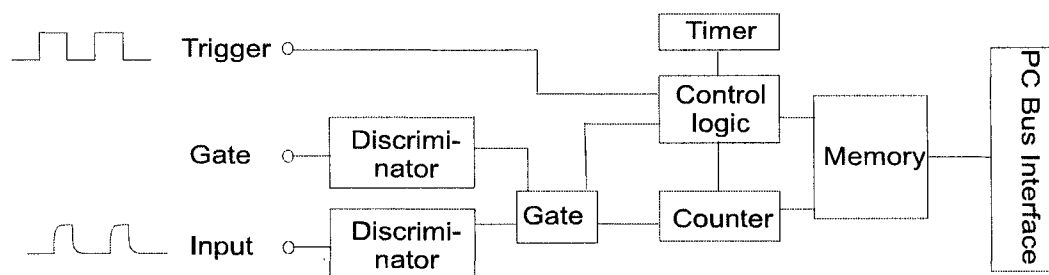 Trigger
Timer
Control
logic
Gate
Discrimi-
nator
Memory
Gate
Counter
Input
Discrimi-
nator
PC Bus Interface